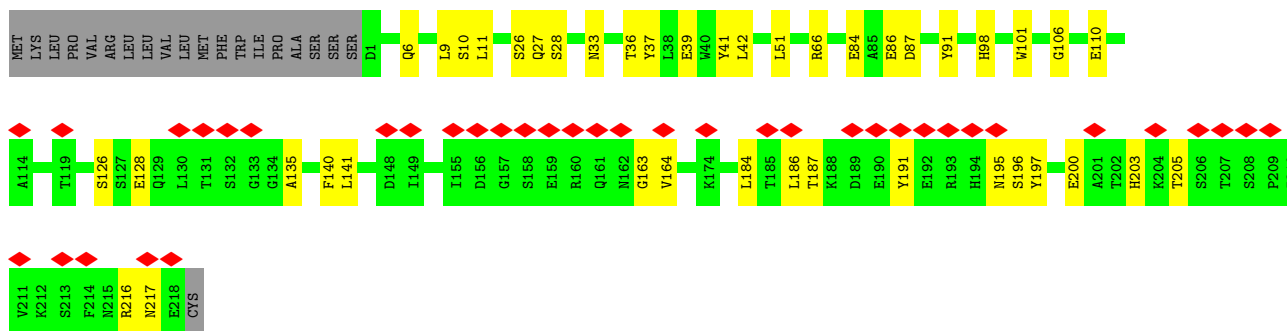 MET LYS LEU PRO VAL ARG LEU LEU VAL LEU MET PHE TRP ILE PRO ALA SER SER SER D1 Q6 L9 S10 L11 S26 Q27 S28 N33 T36 Y37 L38 E39 W40 Y41 L42 L51 R66 E84 A85 E86 D87 Y91 H98 W101 G106 E110
A114 T119 S126 S127 E128 Q129 L130 T131 S132 G133 G134 A135 F140 L141 D148 I149 I155 D156 G157 S158 E159 R160 Q161 N162 G163 V164 K174 L184 T185 L186 T187 K188 D189 E190 Y191 E192 R193 H194 N195 S196 Y197 E200 A201 T202 H203 K204 T205 S206 T207 S208 P209
V211 K212 S213 F214 N215 R216 N217 E218 CYS